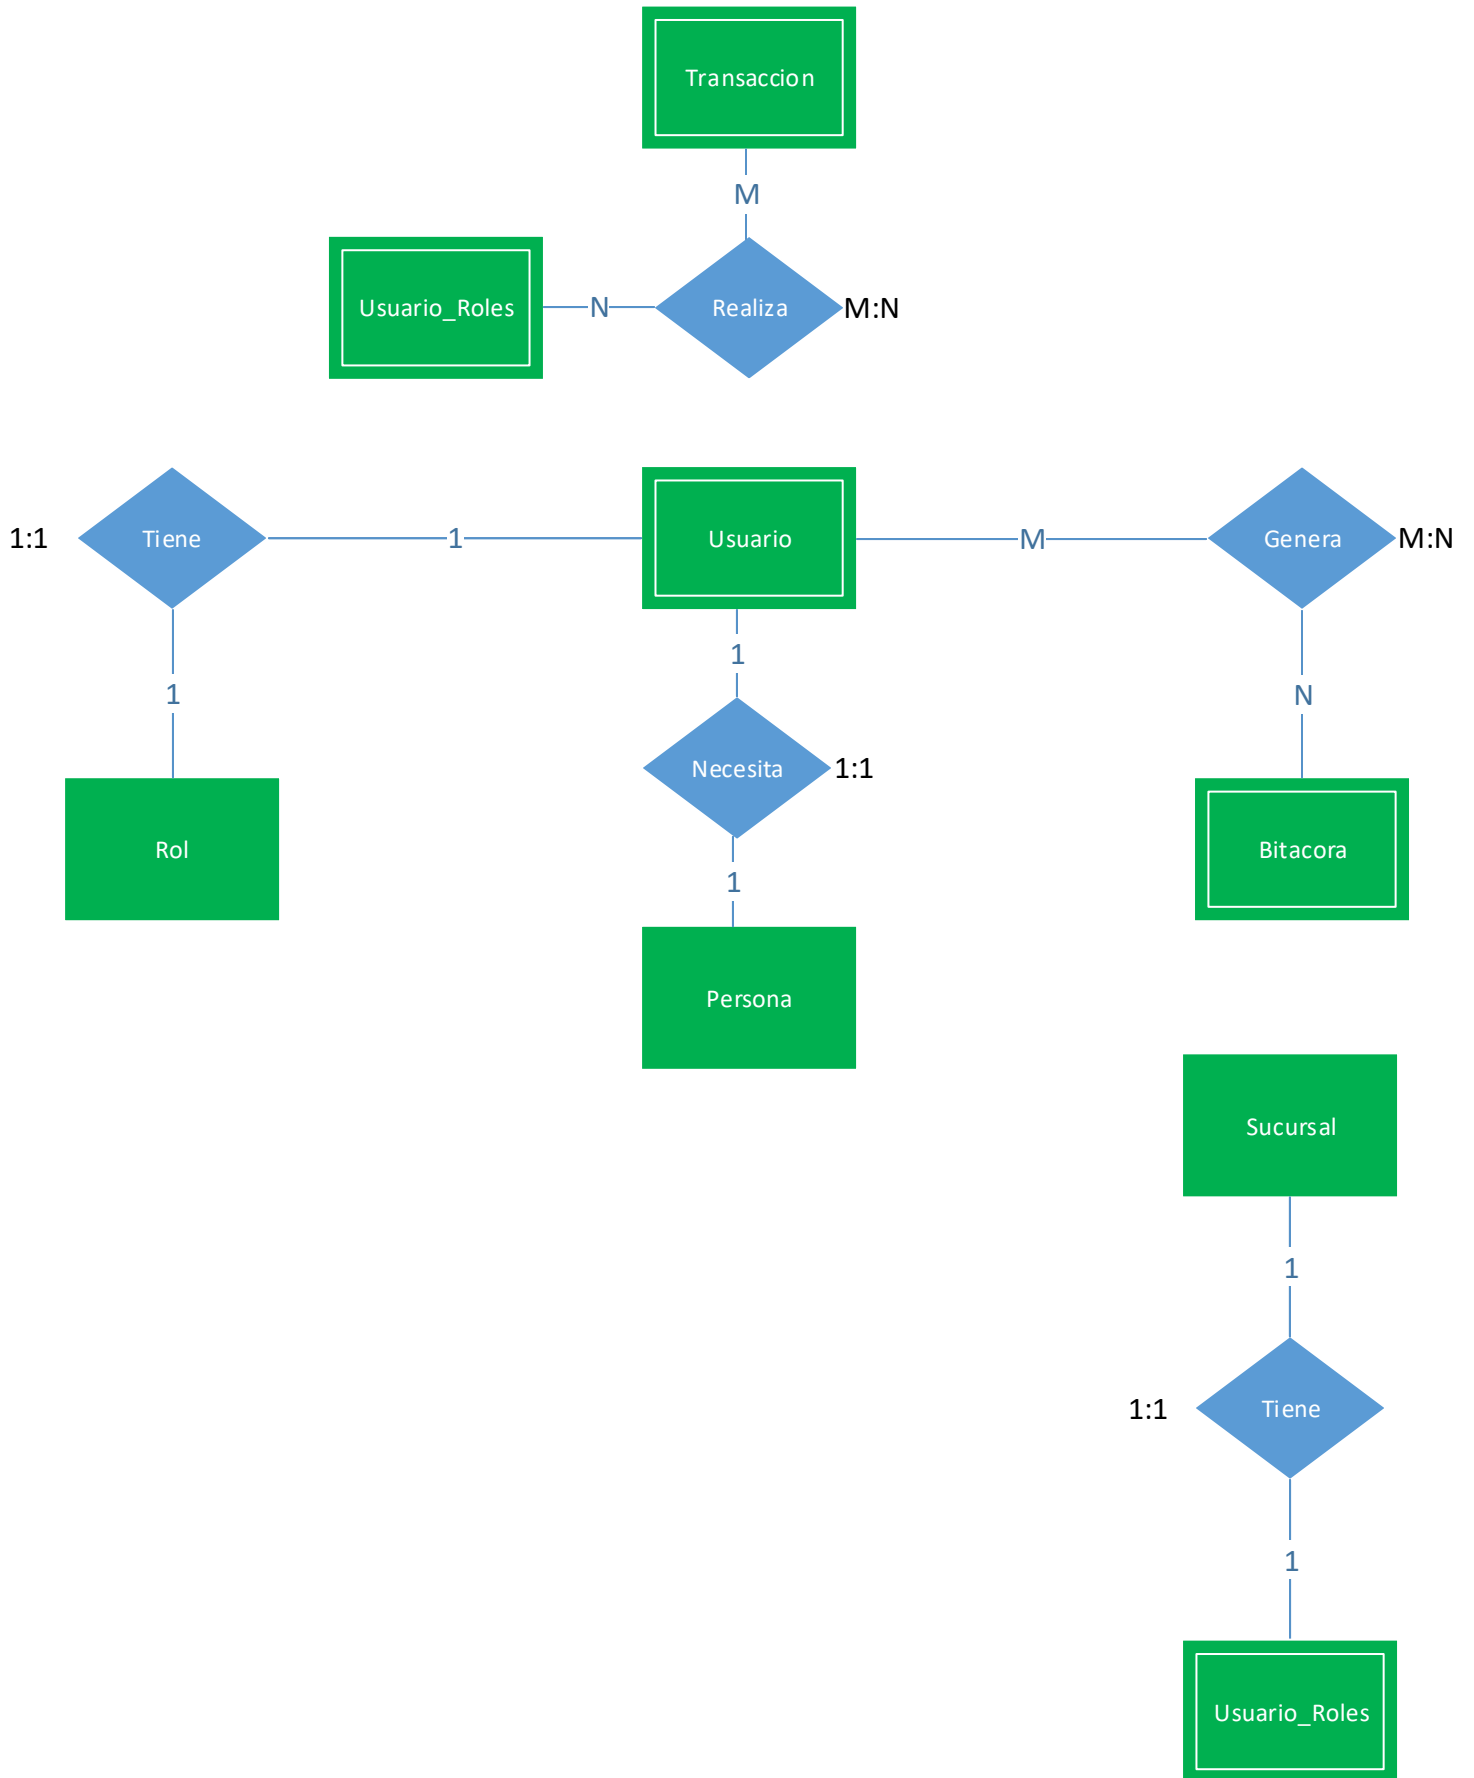 Transaccion
M
Usuario_Roles
N
Realiza
M:N
1:1
Tiene
1
Usuario
M
Genera
M:N
1
1
N
Necesita
1:1
Rol
Bitacora
1
Persona
Sucursal
1
1:1
Tiene
1
Usuario_Roles